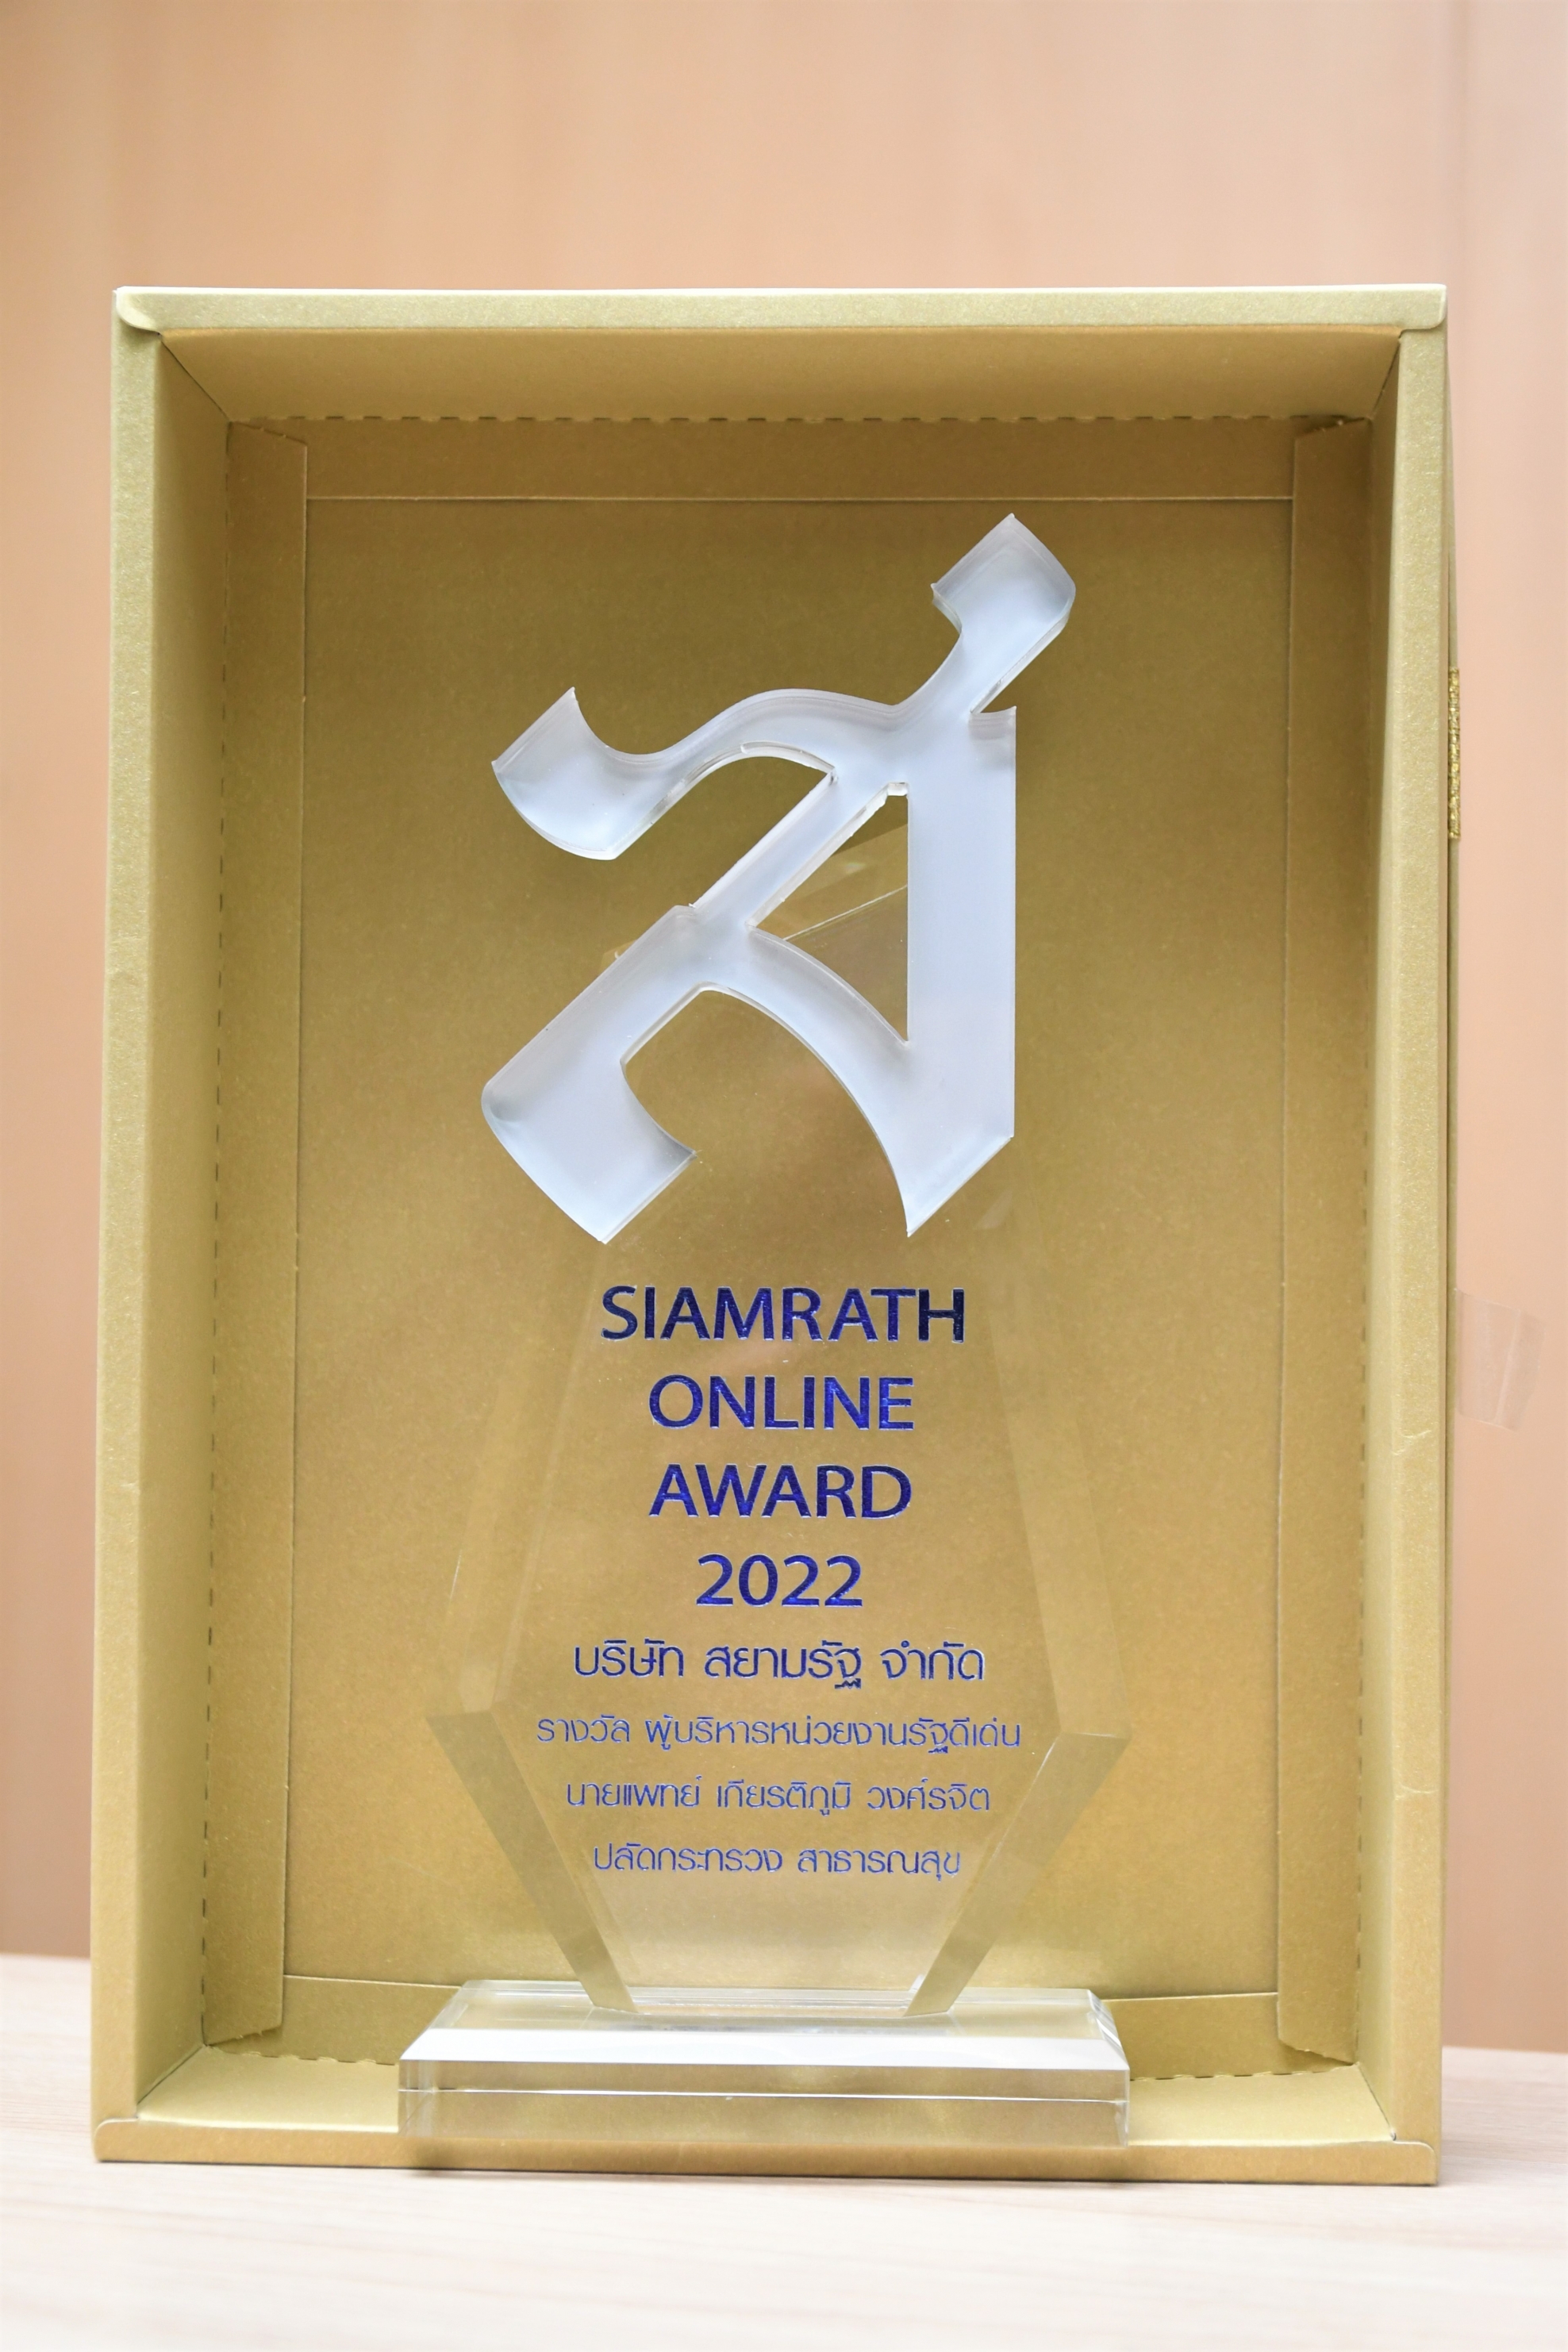 ส
SIAMRATH
ONLINE
AWARD
2022
บริษัท สยามรัฐ จำกัด
รางวัล ผู้บริหารหน่วยงานรัฐดีเด่น
นายแพทย์ เกียรติภูมิ วงศ์รจิต
ปลัดกระทรวง สาธารณสุข